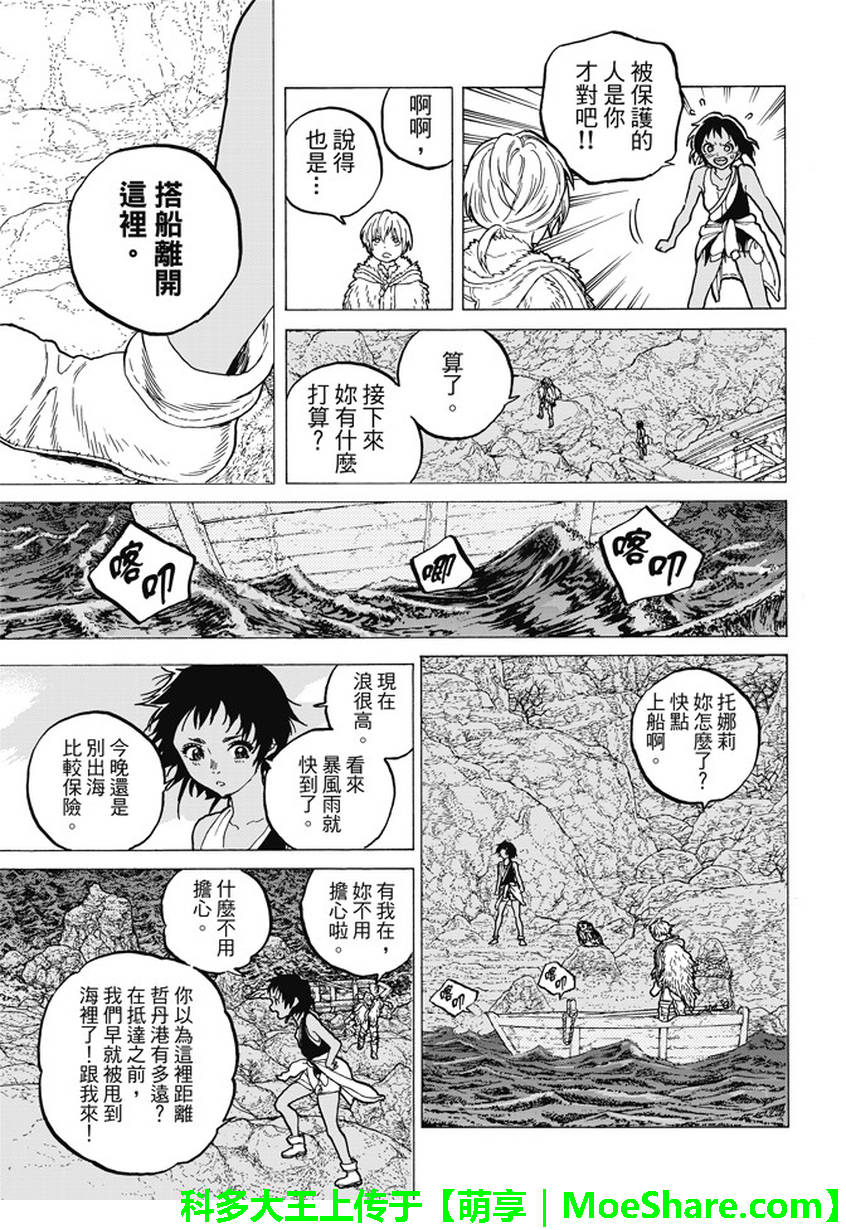 被保護的
人是你
才對吧!!
啊啊，
說得
也是…
算了。
接下來
妳有什麼
打算？
搭船離開
這裡。
喀叩
唧
喀叩
托娜莉
妳怎麼了？
快點
上船啊。
喀叩
喀叩
現在
浪很高。
看來
暴風雨就
快到了。
今晚還是
別出海
比較保險。
有我在，
妳不用
擔心啦。
什麼不用
擔心。
你以為這裡距離
哲丹港有多遠？
在抵達之前，
我們早就被甩到
海裡了！跟我來！
科多大王上传于【萌享｜MoeShare.com】